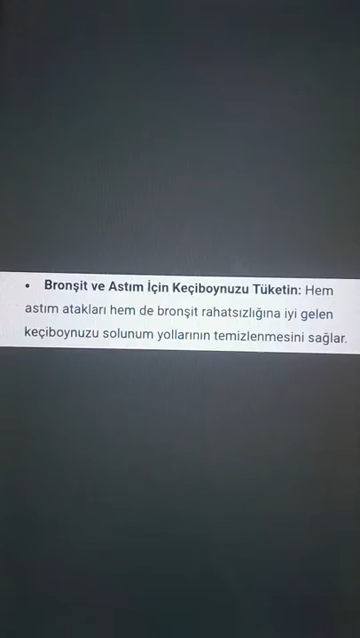 • Bronşit ve Astım İçin Keçiboynuzu Tüketin: Hem
astım atakları hem de bronşit rahatsızlığına iyi gelen
keçiboynuzu solunum yollarının temizlenmesini sağlar.